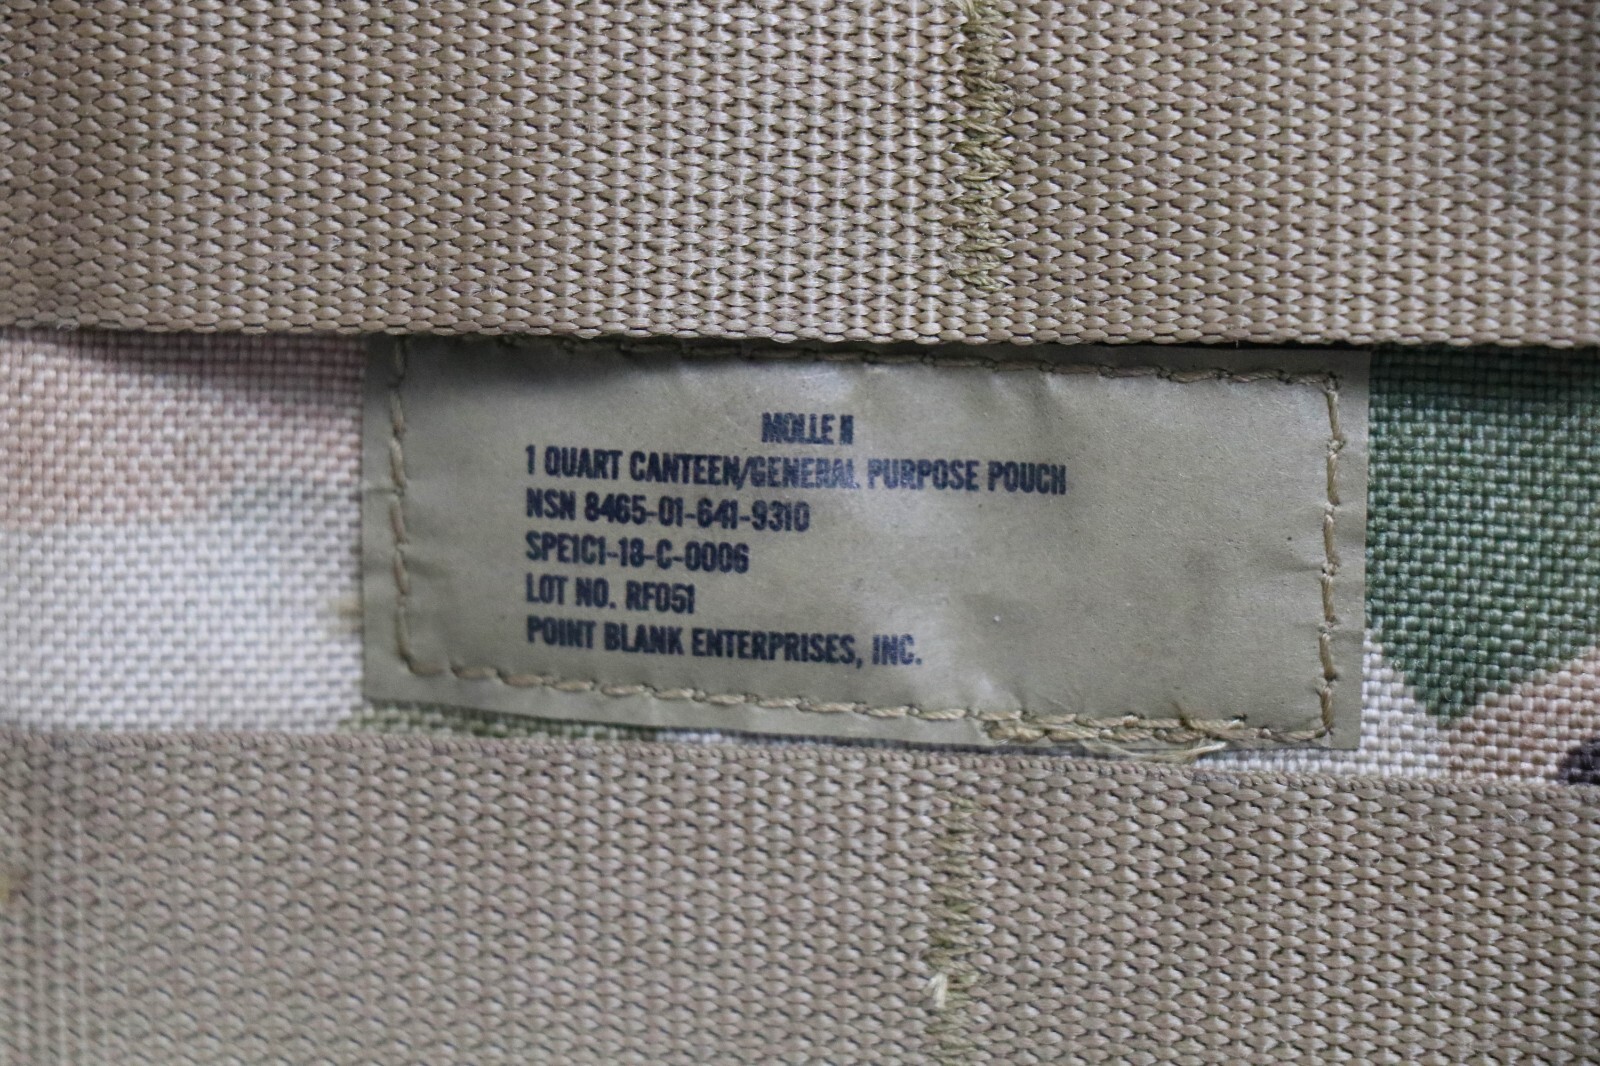 MOLLE II
1 QUART CANTEEN/GENERAL PURPOSE POUCH
NSN 8465-01-641-9310
SPE1C1-18-C-0006
LOT NO. RF051
POINT BLANK ENTERPRISES, INC.